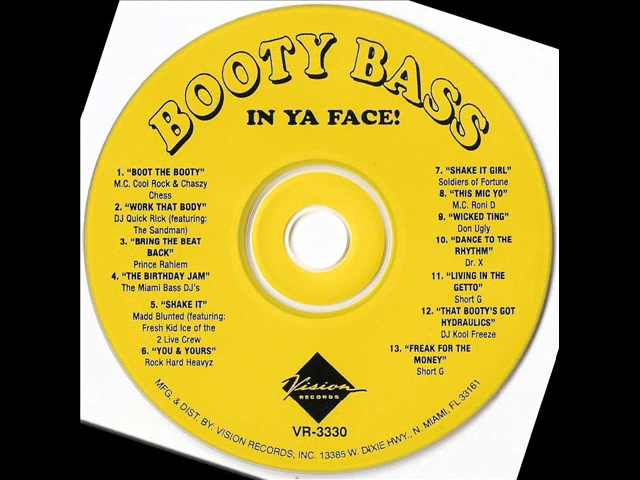 BOOTY BASS
IN YA FACE!
1. "BOOT THE BOOTY"
M.C. Cool Rock & Chaszy
Chess
2. "WORK THAT BODY"
DJ Quick Rick (featuring:
The Sandman)
3. "BRING THE BEAT
BACK"
Prince Rahiem
4. "THE BIRTHDAY JAM"
The Miami Bass DJ's
5. "SHAKE IT"
Madd Blunted (featuring:
Fresh Kid Ice of the
2 Live Crew
6. "YOU & YOURS"
Rock Hard Heavyz
7. "SHAKE IT GIRL"
Soldiers of Fortune
8. "THIS MIC YO"
M.C. Roni D
9. "WICKED TING"
Don Ugly
10. "DANCE TO THE
RHYTHM"
Dr. X
11. "LIVING IN THE
GETTO"
Short G
12. "THAT BOOTY'S GOT
HYDRAULICS"
DJ Kool Freeze
13. "FREAK FOR THE
MONEY"
Short G
Vision
RECORDS
VR-3330
MFG. & DIST. BY: VISION RECORDS, INC. 13385 W. DIXIE HWY., N. MIAMI, FL 33161